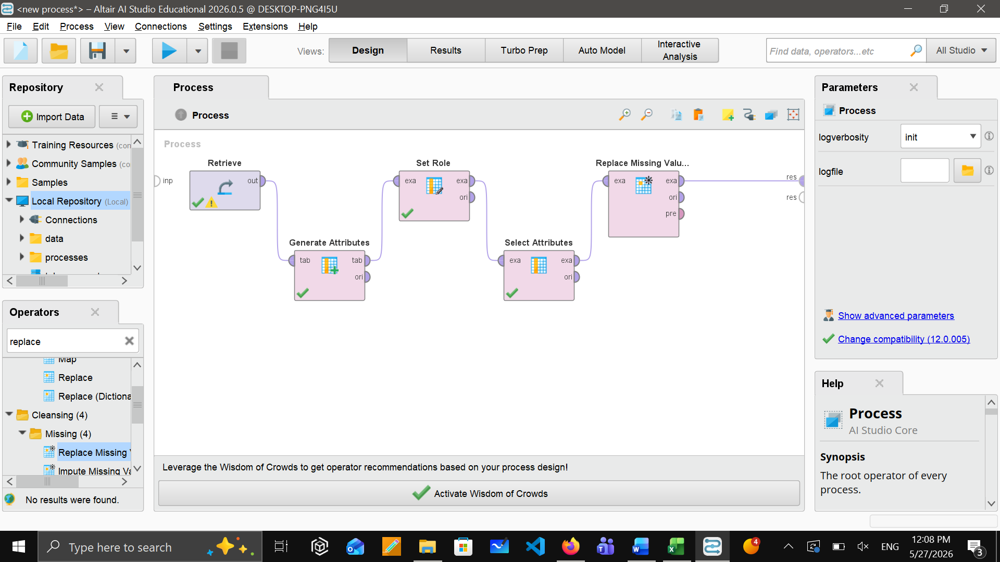 <new process*> – Altair AI Studio Educational 2026.0.5 @ DESKTOP-PNG4I5U
File Edit Process View Connections Settings Extensions Help
Views: Design Results Turbo Prep Auto Model Interactive Analysis
Find data, operators...etc All Studio
Repository
Import Data
Training Resources (con
Community Samples (co
Samples
Local Repository (Local)
Connections
data
processes
Operators
replace
Map
Replace
Replace (Dictiona
Cleansing (4)
Missing (4)
Replace Missing V
Impute Missing Va
No results were found.
Process
Process
Process
inp
Retrieve
out
Generate Attributes
tab tab
ori
Set Role
exa exa
ori
Select Attributes
exa exa
ori
Replace Missing Valu...
exa exa
ori
pre
res
res
Leverage the Wisdom of Crowds to get operator recommendations based on your process design!
Activate Wisdom of Crowds
Parameters
Process
logverbosity init
logfile
Show advanced parameters
Change compatibility (12.0.005)
Help
Process
AI Studio Core
Synopsis
The root operator of every
process.
Type here to search
4
ENG
12:08 PM
5/27/2026
3